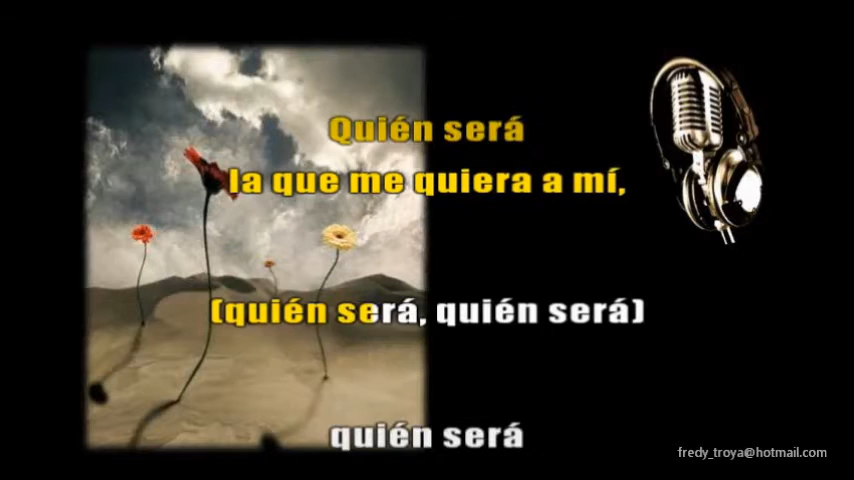 Quién será
la que me quiera a mí,
(quién será, quién será)
quién será
fredy_troya@hotmail.com